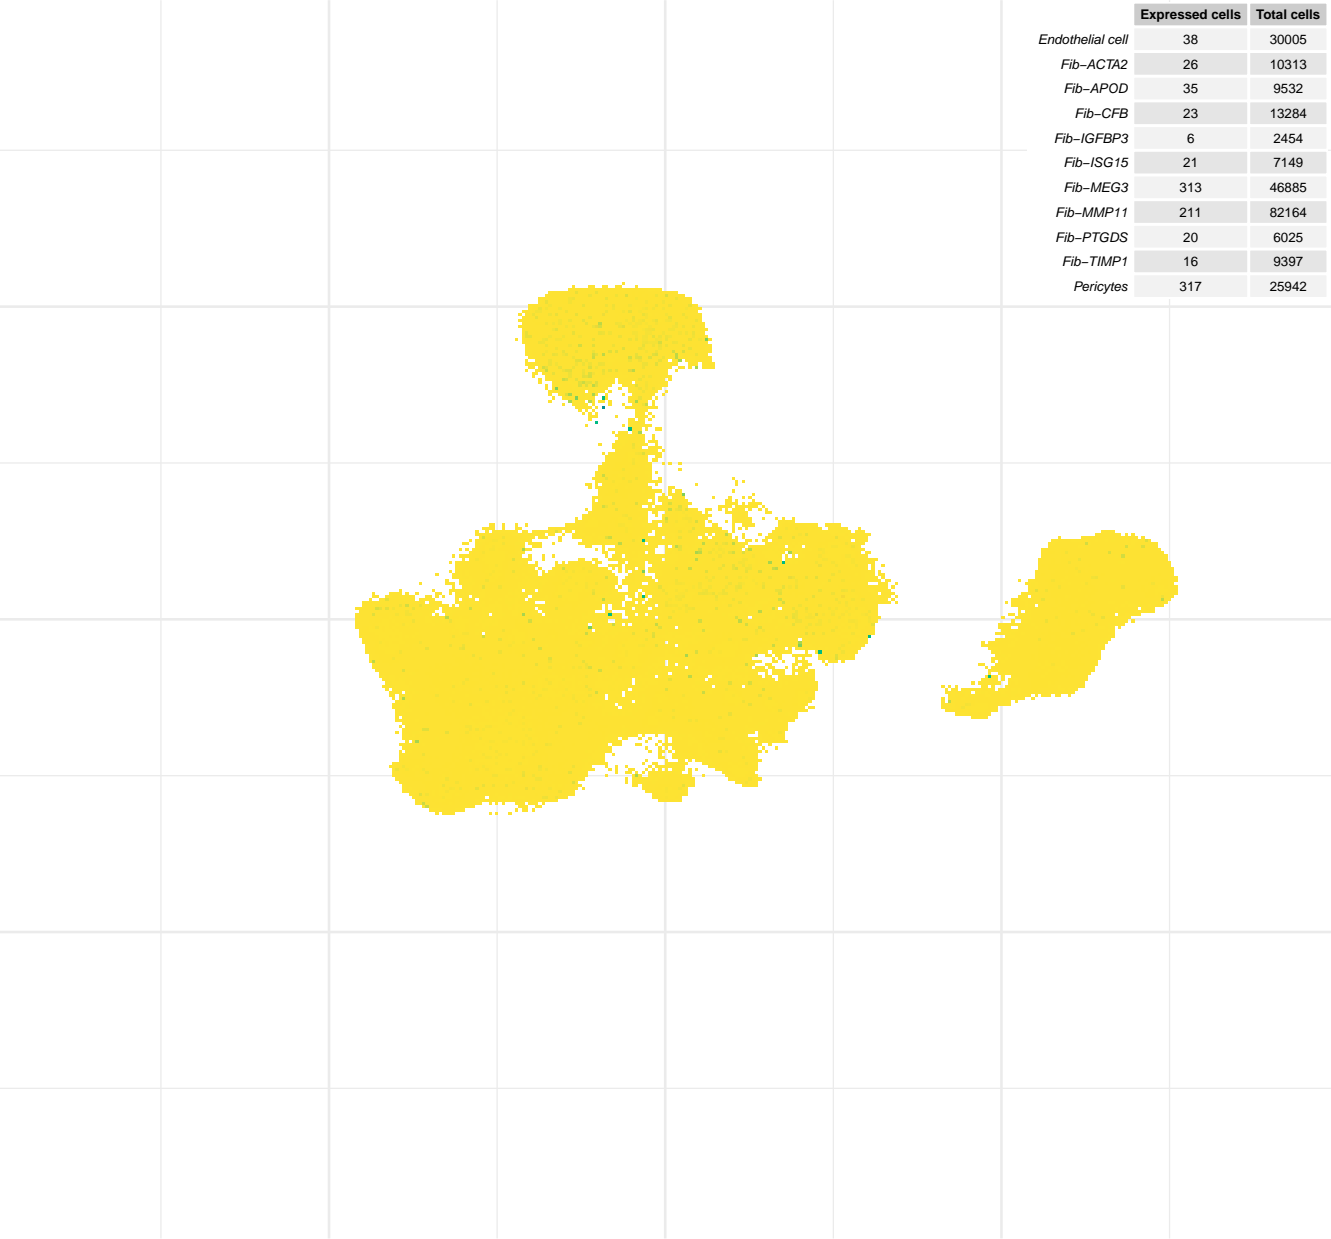 Expressed cells Total cells
Endothelial cell 38 30005
Fib−ACTA2 26 10313
Fib−APOD 35 9532
Fib−CFB 23 13284
Fib−IGFBP3 6 2454
Fib−ISG15 21 7149
Fib−MEG3 313 46885
Fib−MMP11 211 82164
Fib−PTGDS 20 6025
Fib−TIMP1 16 9397
Pericytes 317 25942